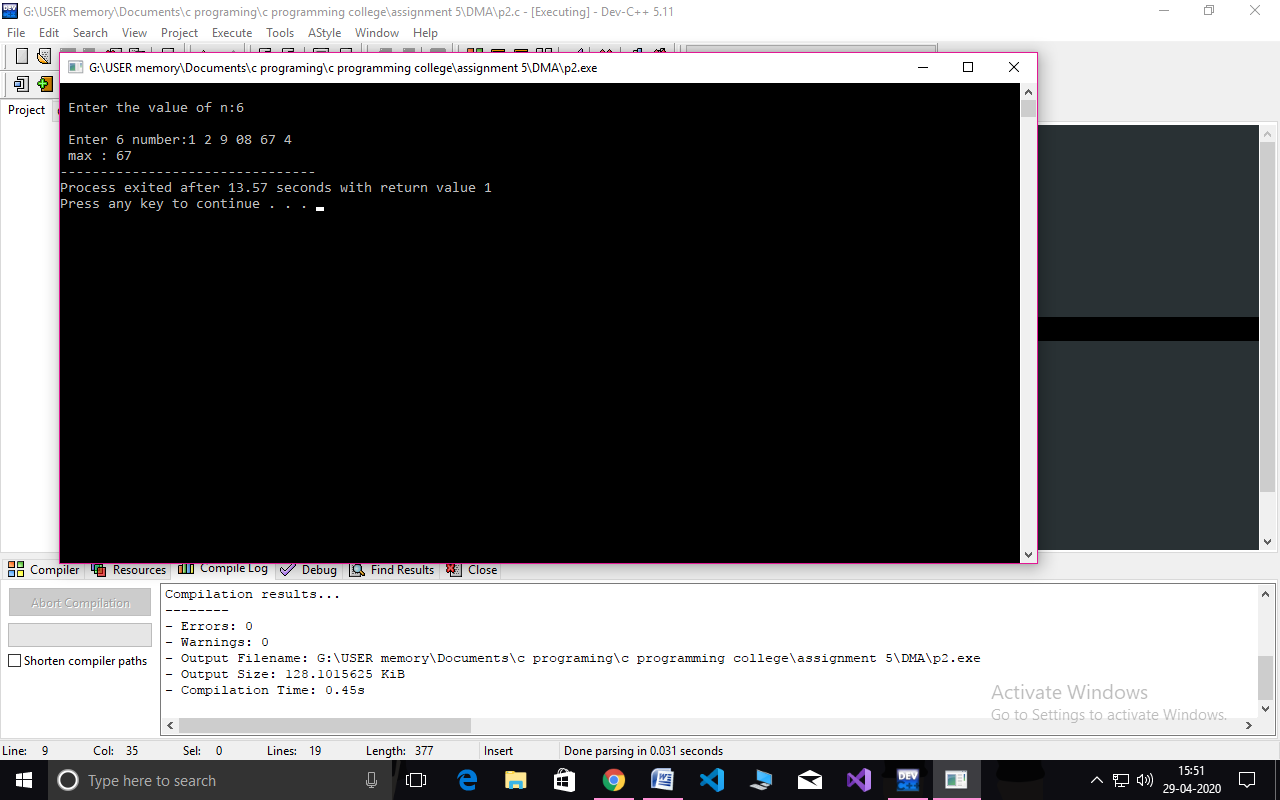 G:\USER memory\Documents\c programing\c programming college\assignment 5\DMA\p2.c - [Executing] - Dev-C++ 5.11
File Edit Search View Project Execute Tools AStyle Window Help
G:\USER memory\Documents\c programing\c programming college\assignment 5\DMA\p2.exe
Project
Enter the value of n:6
Enter 6 number:1 2 9 08 67 4
max : 67
--------------------------------
Process exited after 13.57 seconds with return value 1
Press any key to continue . . .
Compiler Resources Compile Log Debug Find Results Close
Abort Compilation
Shorten compiler paths
Compilation results...
--------
- Errors: 0
- Warnings: 0
- Output Filename: G:\USER memory\Documents\c programing\c programming college\assignment 5\DMA\p2.exe
- Output Size: 128.1015625 KiB
- Compilation Time: 0.45s
Activate Windows
Go to Settings to activate Windows.
Line: 9 Col: 35 Sel: 0 Lines: 19 Length: 377 Insert Done parsing in 0.031 seconds
Type here to search
DEV
15:51
29-04-2020